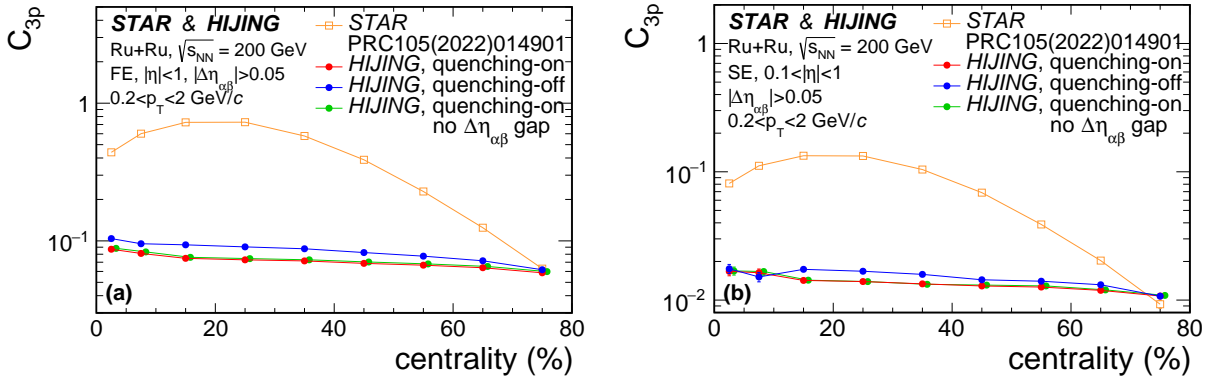 C3p
STAR & HIJING
Ru+Ru, √sNN = 200 GeV
FE, |η|<1, |Δηαβ|>0.05
0.2<pT<2 GeV/c
STAR
PRC105(2022)014901
HIJING, quenching-on
HIJING, quenching-off
HIJING, quenching-on
no Δηαβ gap
1
10−1
(a)
0 20 40 60 80
centrality (%)
C3p
STAR & HIJING
Ru+Ru, √sNN = 200 GeV
SE, 0.1<|η|<1
|Δηαβ|>0.05
0.2<pT<2 GeV/c
STAR
PRC105(2022)014901
HIJING, quenching-on
HIJING, quenching-off
HIJING, quenching-on
no Δηαβ gap
1
10−1
10−2
(b)
0 20 40 60 80
centrality (%)